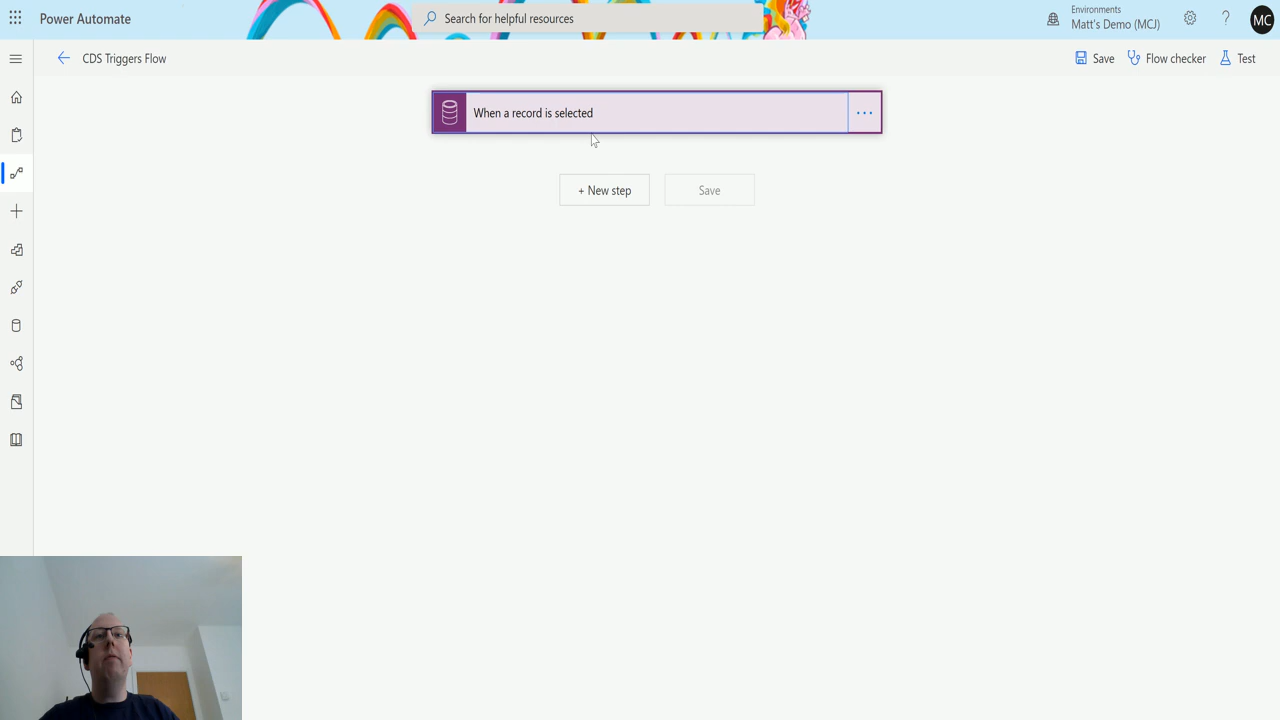 Power Automate
Search for helpful resources
Environments
Matt's Demo (MCJ)
?
MC
CDS Triggers Flow
Save
Flow checker
Test
When a record is selected
...
+ New step
Save